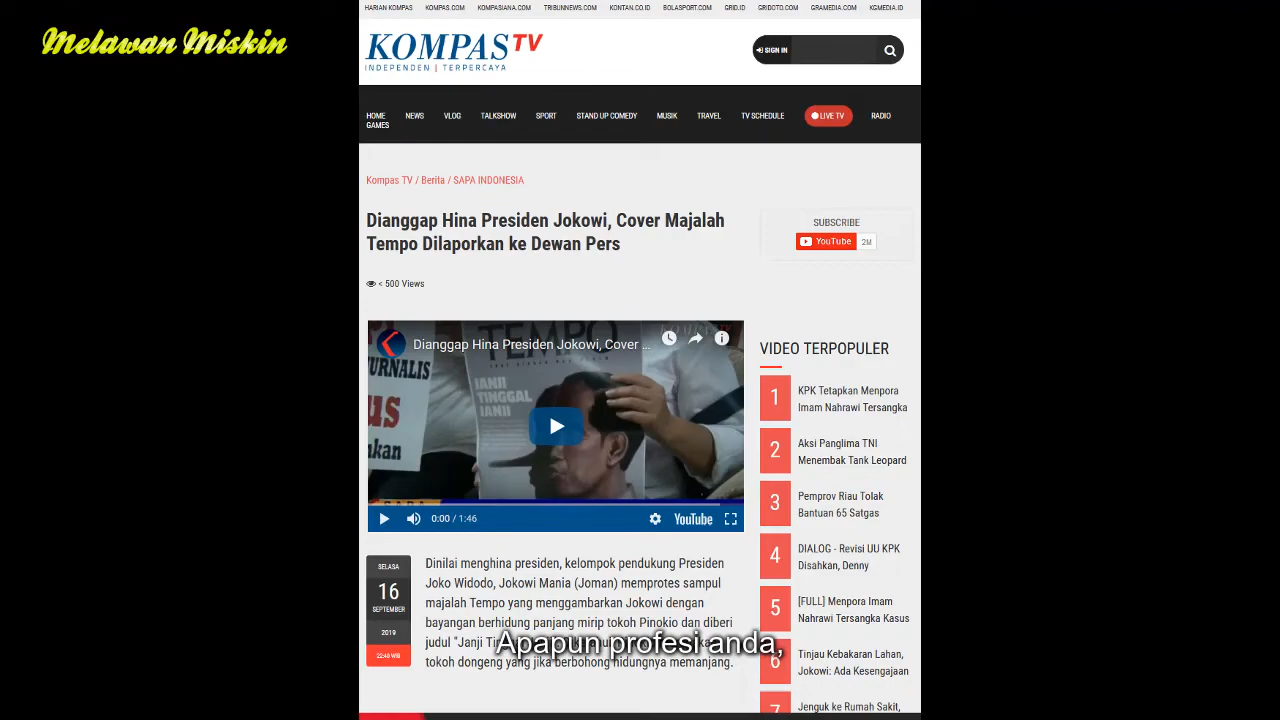 Melawan Miskin
HARIAN KOMPAS KOMPAS.COM KOMPASIANA.COM TRIBUNNEWS.COM KONTAN.CO.ID BOLASPORT.COM GRID.ID GRIDOTO.COM GRAMEDIA.COM KGMEDIA.ID
KOMPAS TV
INDEPENDEN | TERPERCAYA
SIGN IN
HOME NEWS VLOG TALKSHOW SPORT STAND UP COMEDY MUSIK TRAVEL TV SCHEDULE LIVE TV RADIO
GAMES
Kompas TV / Berita / SAPA INDONESIA
Dianggap Hina Presiden Jokowi, Cover Majalah
Tempo Dilaporkan ke Dewan Pers
< 500 Views
SUBSCRIBE
YouTube 2M
Dianggap Hina Presiden Jokowi, Cover ...
TEMPO
JANJI
TINGGAL
JANJI
0:00 / 1:46
YouTube
SELASA
16
SEPTEMBER
2019
22:40 WIB
Dinilai menghina presiden, kelompok pendukung Presiden
Joko Widodo, Jokowi Mania (Joman) memprotes sampul
majalah Tempo yang menggambarkan Jokowi dengan
bayangan berhidung panjang mirip tokoh Pinokio dan diberi
judul "Janji
tokoh dongeng yang jika berbohong hidungnya memanjang.
Apapun profesi anda,
VIDEO TERPOPULER
1 KPK Tetapkan Menpora
Imam Nahrawi Tersangka
2 Aksi Panglima TNI
Menembak Tank Leopard
3 Pemprov Riau Tolak
Bantuan 65 Satgas
4 DIALOG - Revisi UU KPK
Disahkan, Denny
5 [FULL] Menpora Imam
Nahrawi Tersangka Kasus
6 Tinjau Kebakaran Lahan,
Jokowi: Ada Kesengajaan
7 Jenguk ke Rumah Sakit,